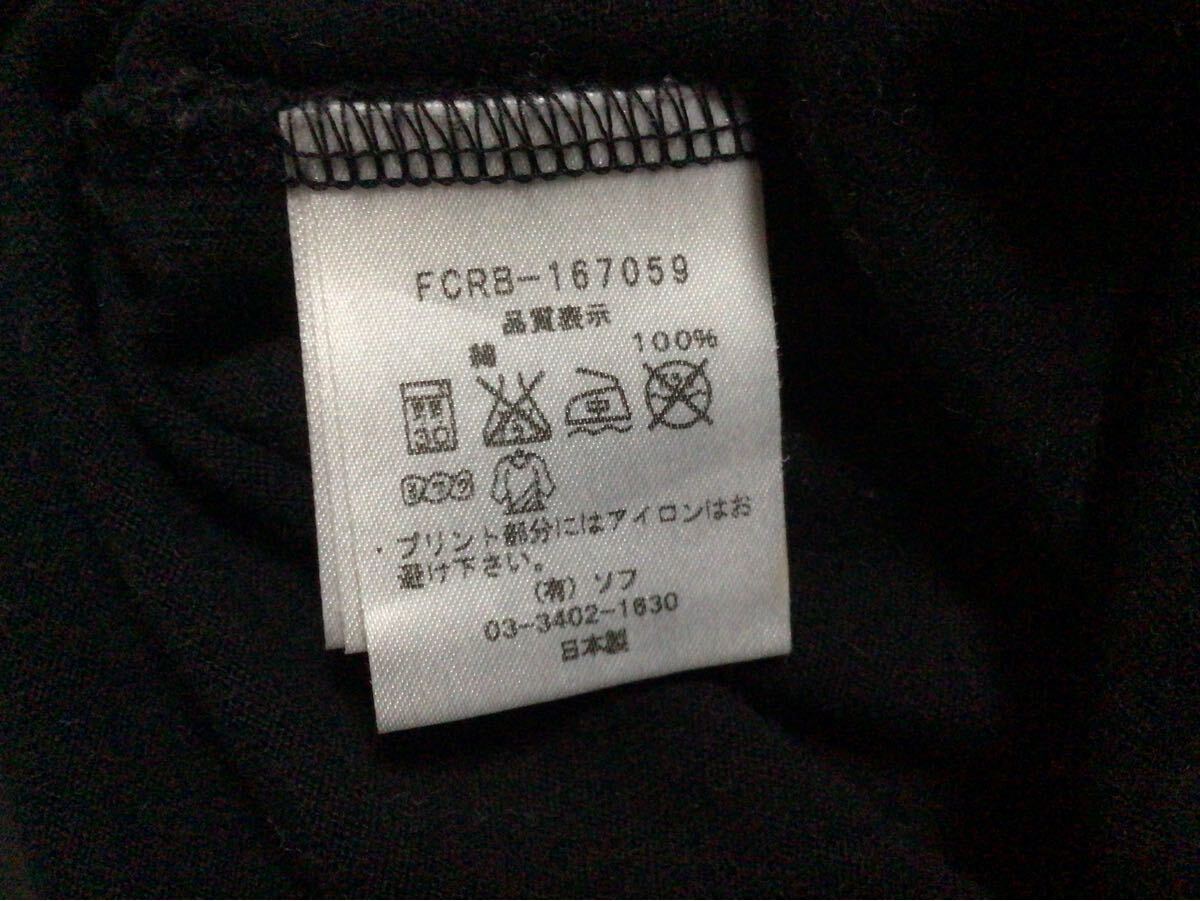 FCRB-167059
品質表示
綿 100%
30
・プリント部分にはアイロンはお
避け下さい。
(有) ソフ
03-3402-1630
日本製